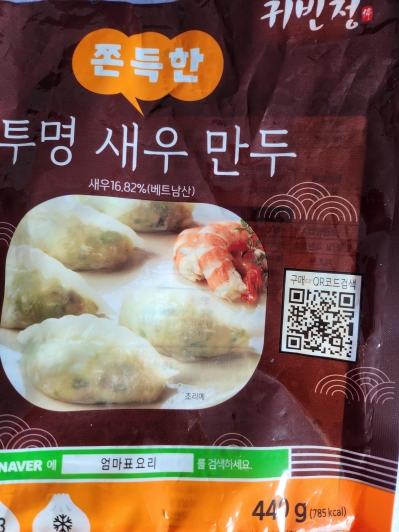 귀빈정
쫀득한
투명 새우 만두
새우16.82%(베트남산)
구매 QR코드검색
조리예
NAVER 에 엄마표요리 를 검색하세요.
440 g (785 kcal)